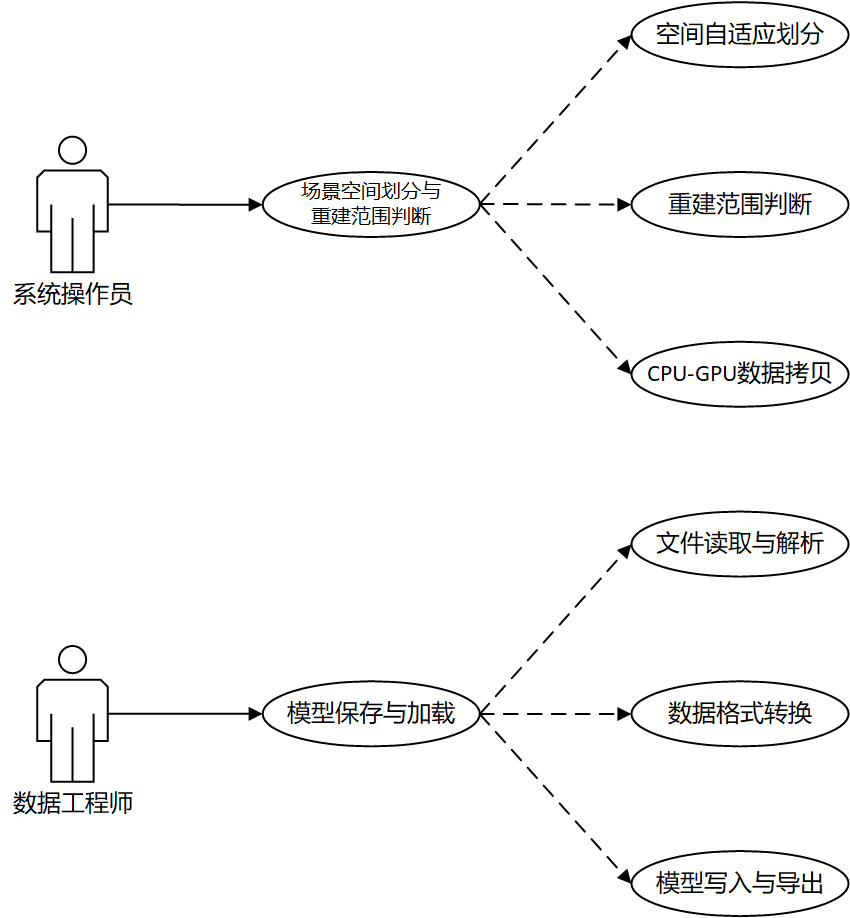 空间自适应划分
场景空间划分与
重建范围判断
重建范围判断
系统操作员
CPU-GPU数据拷贝
文件读取与解析
模型保存与加载
数据格式转换
数据工程师
模型写入与导出